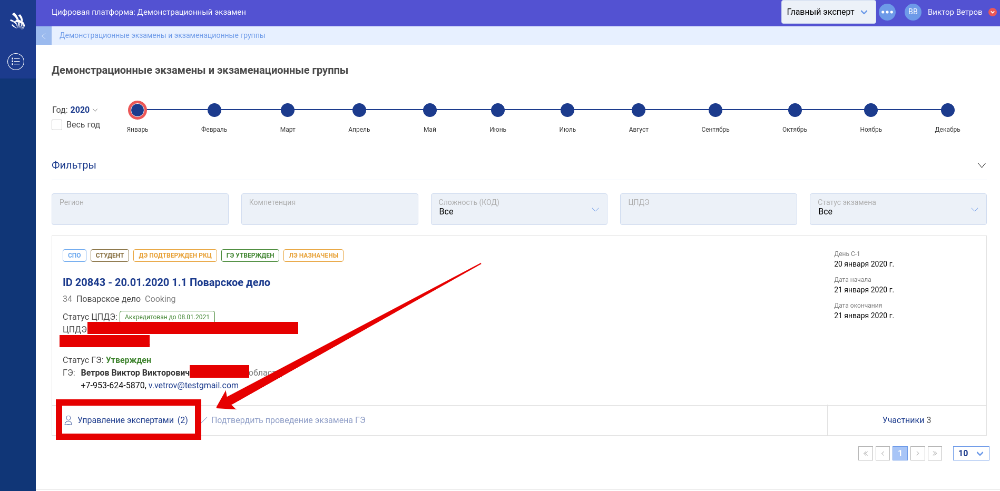 Цифровая платформа: Демонстрационный экзамен
Главный эксперт
ВВ
Виктор Ветров
Демонстрационные экзамены и экзаменационные группы
Демонстрационные экзамены и экзаменационные группы
Год: 2020
Весь год
Январь Февраль Март Апрель Май Июнь Июль Август Сентябрь Октябрь Ноябрь Декабрь
Фильтры
Регион
Компетенция
Сложность (КОД)
Все
ЦПДЭ
Статус экзамена
Все
СПО СТУДЕНТ ДЭ ПОДТВЕРЖДЕН РКЦ ГЭ УТВЕРЖДЕН ЛЭ НАЗНАЧЕНЫ
ID 20843 - 20.01.2020 1.1 Поварское дело
34 Поварское дело Cooking
Статус ЦПДЭ: Аккредитован до 08.01.2021
ЦПДЭ
Статус ГЭ: Утвержден
ГЭ: Ветров Виктор Викторович
+7-953-624-5870, v.vetrov@testgmail.com
День С-1
20 января 2020 г.
Дата начала
21 января 2020 г.
Дата окончания
21 января 2020 г.
Управление экспертами (2)
Подтвердить проведение экзамена ГЭ
Участники 3
« ‹ 1 › »
10